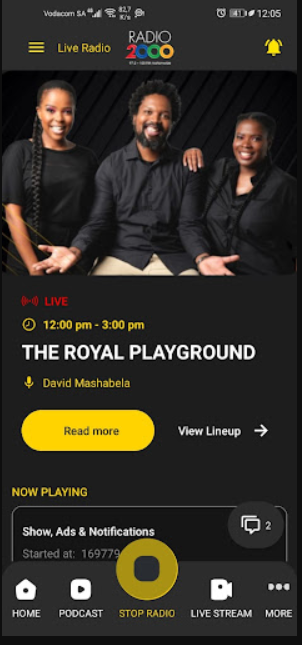 Vodacom SA 4G 82,7 K/s 12:05
Live Radio
RADIO
2000
LIVE
12:00 pm - 3:00 pm
THE ROYAL PLAYGROUND
David Mashabela
Read more
View Lineup
NOW PLAYING
Show, Ads & Notifications
2
Started at: 169779
HOME PODCAST STOP RADIO LIVE STREAM MORE